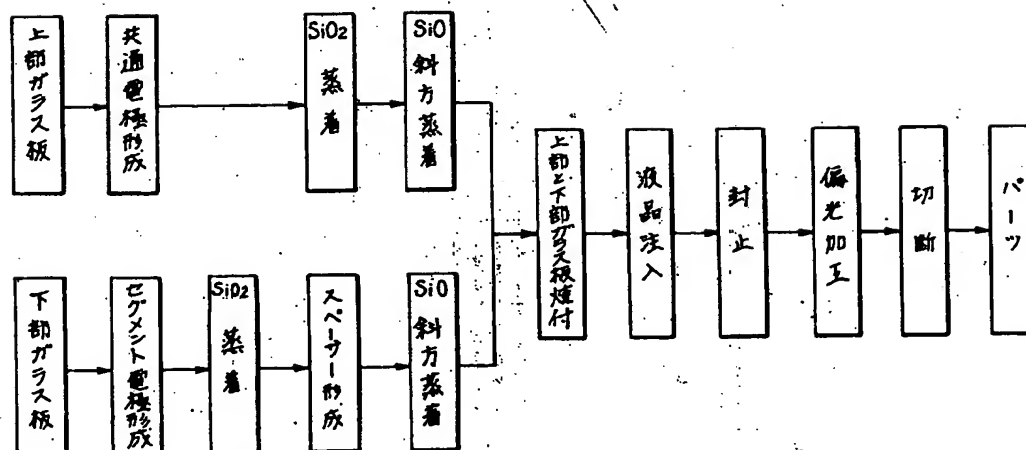 上部ガラス板
共通電極形成
SiO2
蒸着
SiO
斜方蒸着
下部ガラス板
セグメント電極形成
SiO2
蒸着
スペーサー形成
SiO
斜方蒸着
上部と下部ガラス板焼付
液晶注入
封止
偏光加工
切断
パーツ